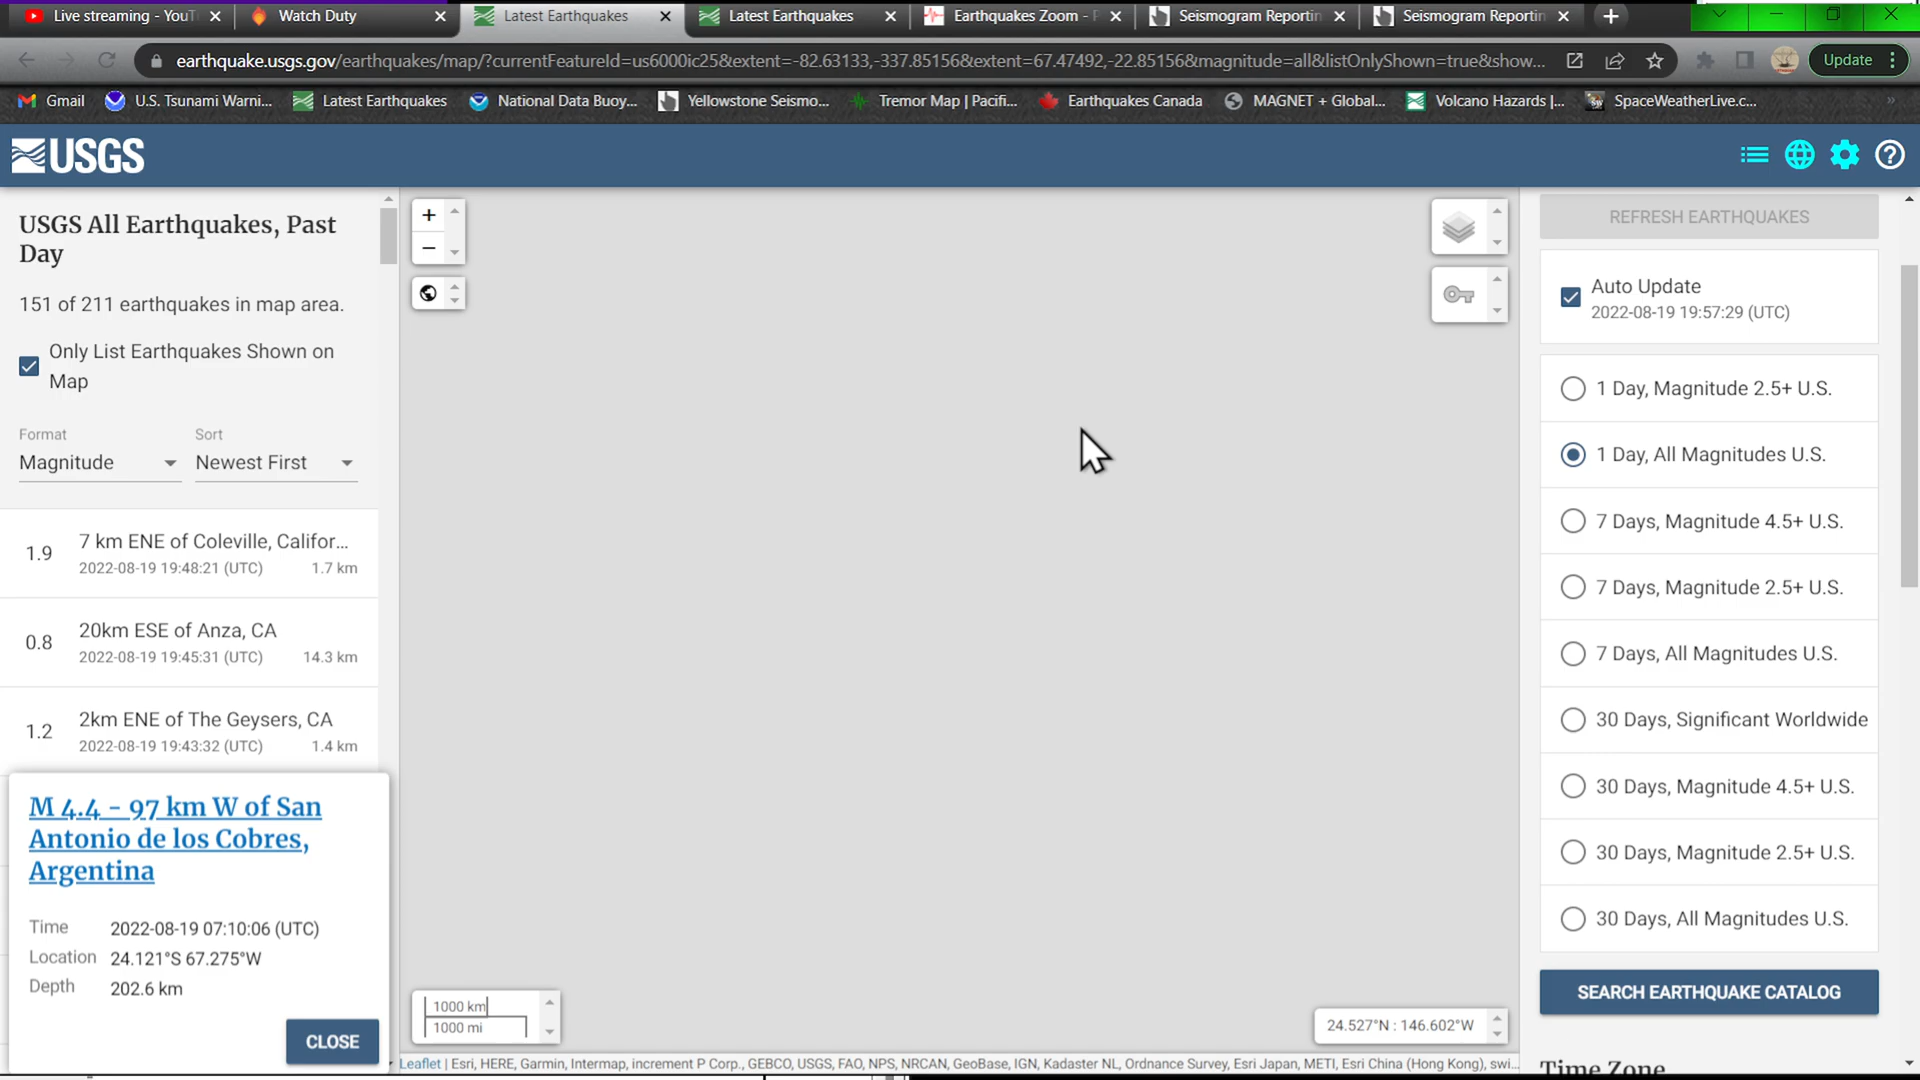 Live streaming - YouT
Watch Duty
Latest Earthquakes
Latest Earthquakes
Earthquakes Zoom - P
Seismogram Reportin
Seismogram Reportin
earthquake.usgs.gov/earthquakes/map/?currentFeatureId=us6000ic25&extent=-82.63133,-337.85156&extent=67.47492,-22.85156&magnitude=all&listOnlyShown=true&show...
Update
Gmail
U.S. Tsunami Warni...
Latest Earthquakes
National Data Buoy...
Yellowstone Seismo...
Tremor Map | Pacifi...
Earthquakes Canada
MAGNET + Global...
Volcano Hazards |...
SpaceWeatherLive.c...
USGS
USGS All Earthquakes, Past
Day
151 of 211 earthquakes in map area.
Only List Earthquakes Shown on
Map
Format
Sort
Magnitude
Newest First
1.9
7 km ENE of Coleville, Califor...
2022-08-19 19:48:21 (UTC)
1.7 km
0.8
20km ESE of Anza, CA
2022-08-19 19:45:31 (UTC)
14.3 km
1.2
2km ENE of The Geysers, CA
2022-08-19 19:43:32 (UTC)
1.4 km
M 4.4 - 97 km W of San
Antonio de los Cobres,
Argentina
Time 2022-08-19 07:10:06 (UTC)
Location 24.121°S 67.275°W
Depth 202.6 km
CLOSE
+
−
1000 km
1000 mi
24.527°N : 146.602°W
Leaflet | Esri, HERE, Garmin, Intermap, increment P Corp., GEBCO, USGS, FAO, NPS, NRCAN, GeoBase, IGN, Kadaster NL, Ordnance Survey, Esri Japan, METI, Esri China (Hong Kong), swi...
REFRESH EARTHQUAKES
Auto Update
2022-08-19 19:57:29 (UTC)
1 Day, Magnitude 2.5+ U.S.
1 Day, All Magnitudes U.S.
7 Days, Magnitude 4.5+ U.S.
7 Days, Magnitude 2.5+ U.S.
7 Days, All Magnitudes U.S.
30 Days, Significant Worldwide
30 Days, Magnitude 4.5+ U.S.
30 Days, Magnitude 2.5+ U.S.
30 Days, All Magnitudes U.S.
SEARCH EARTHQUAKE CATALOG
Time Zone